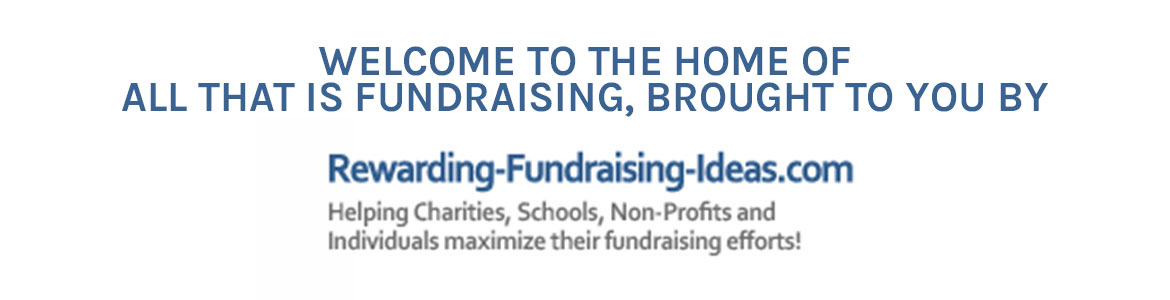 WELCOME TO THE HOME OF
ALL THAT IS FUNDRAISING, BROUGHT TO YOU BY
Rewarding-Fundraising-Ideas.com
Helping Charities, Schools, Non-Profits and
Individuals maximize their fundraising efforts!